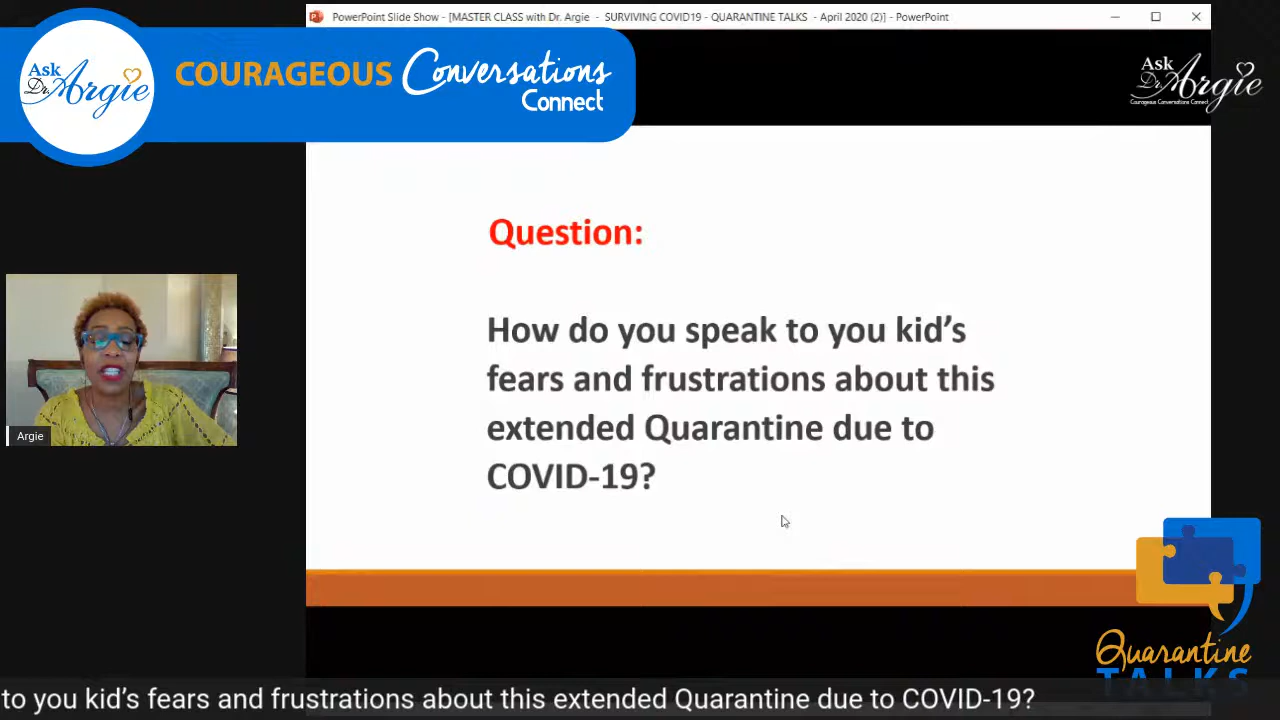 PowerPoint Slide Show - [MASTER CLASS with Dr. Argie - SURVIVING COVID19 - QUARANTINE TALKS - April 2020 (2)] - PowerPoint
Ask
Dr. Argie
COURAGEOUS Conversations
Connect
Ask
Dr. Argie
Courageous Conversations Connect
Question:
How do you speak to you kid’s
fears and frustrations about this
extended Quarantine due to
COVID-19?
Argie
Quarantine
TALKS
to you kid’s fears and frustrations about this extended Quarantine due to COVID-19?